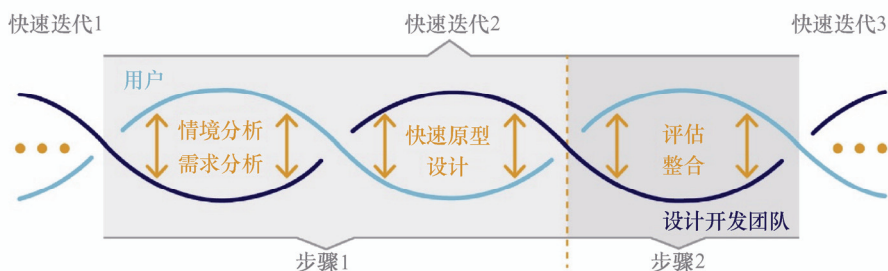 快速迭代1
快速迭代2
快速迭代3
用户
情境分析
需求分析
快速原型
设计
评估
整合
设计开发团队
步骤1
步骤2